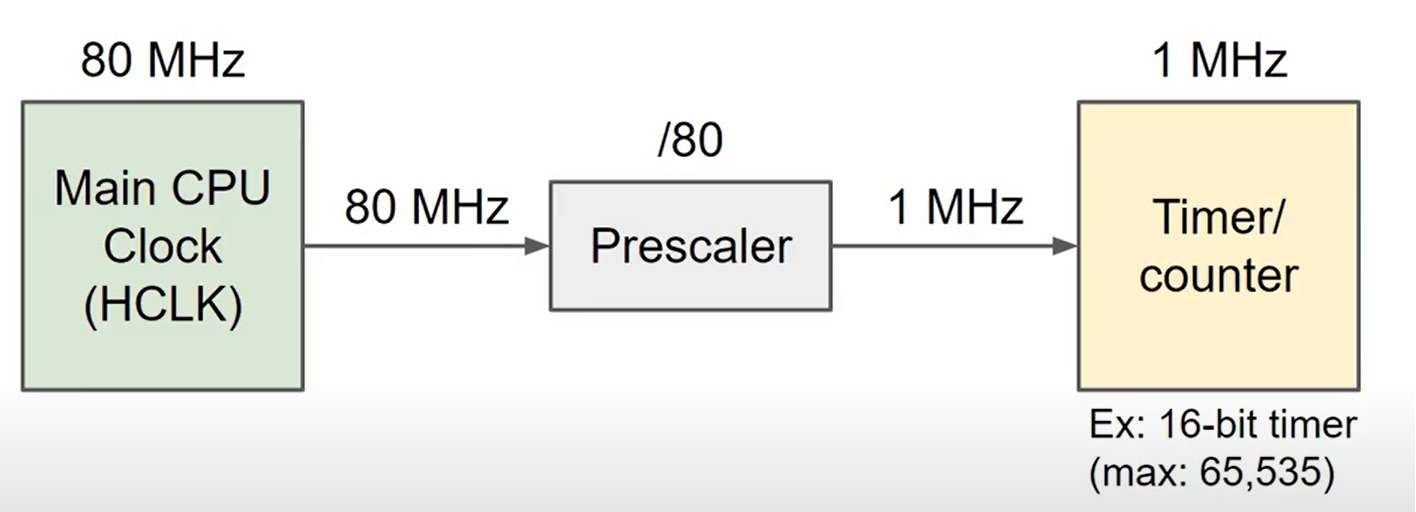 80 MHz
Main CPU
Clock
(HCLK)
80 MHz
/80
Prescaler
1 MHz
1 MHz
Timer/
counter
Ex: 16-bit timer
(max: 65,535)